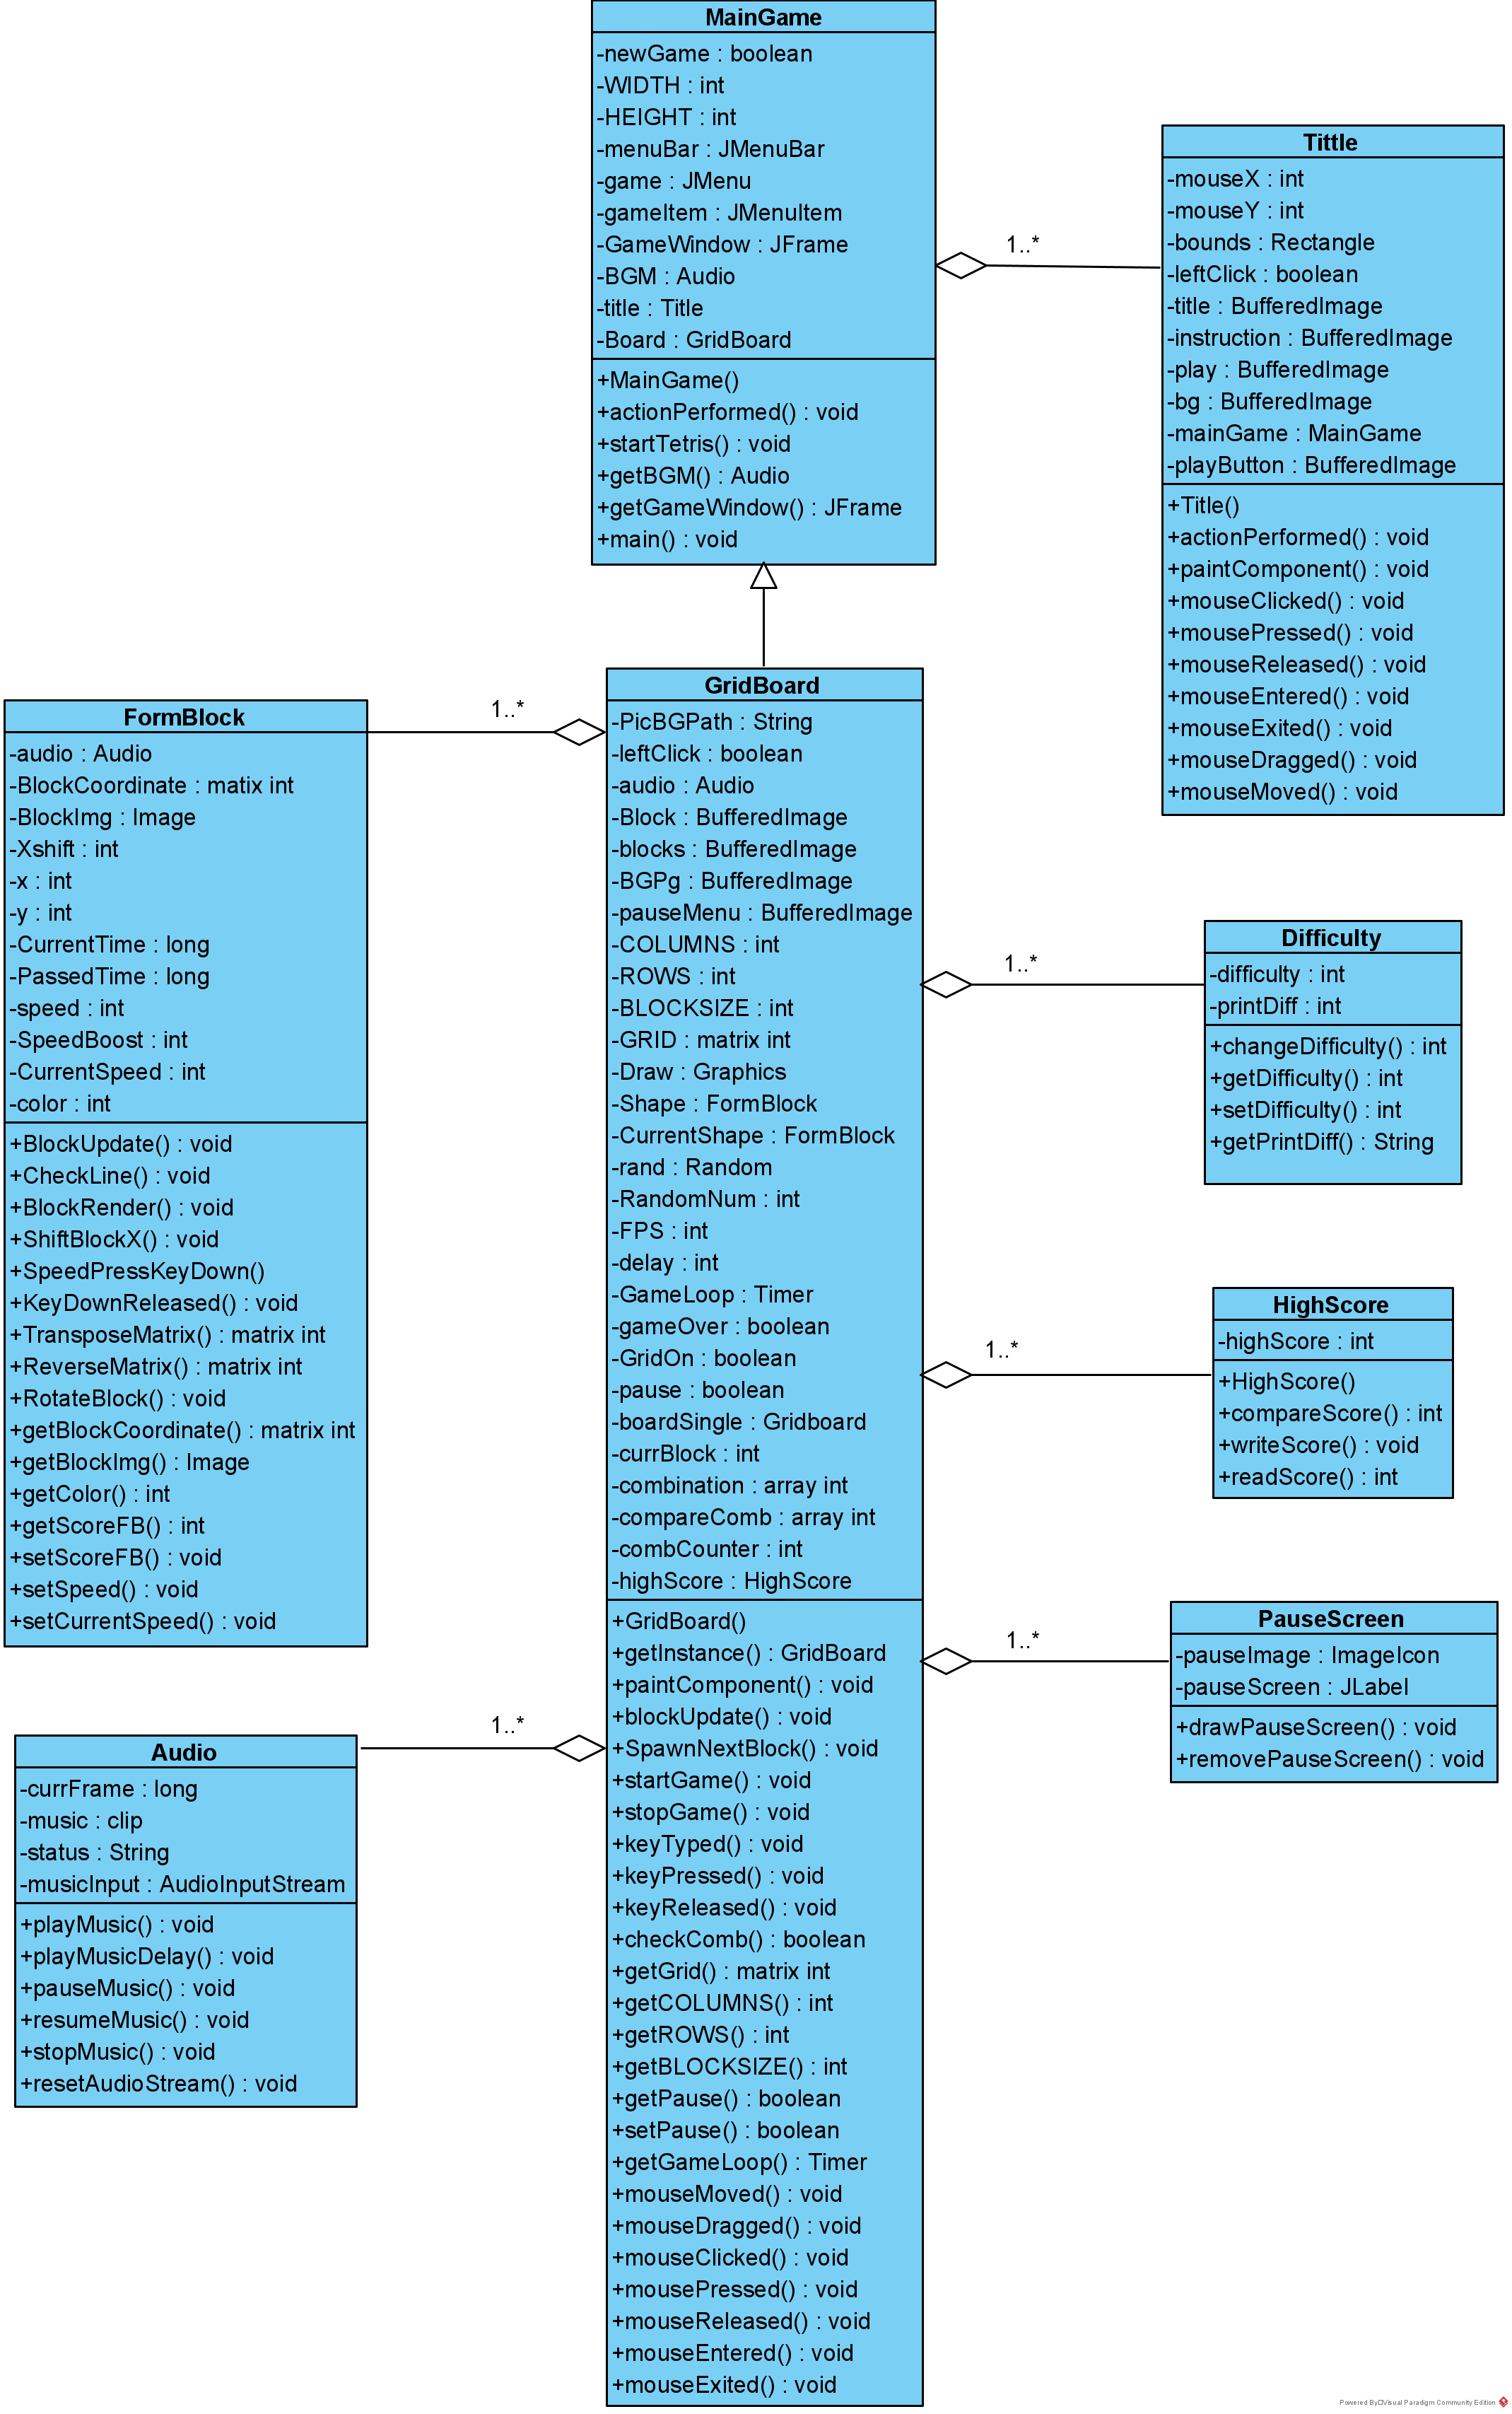 MainGame
-newGame : boolean
-WIDTH : int
-HEIGHT : int
-menuBar : JMenuBar
-game : JMenu
-gameItem : JMenuItem
-GameWindow : JFrame
-BGM : Audio
-title : Title
-Board : GridBoard
+MainGame()
+actionPerformed() : void
+startTetris() : void
+getBGM() : Audio
+getGameWindow() : JFrame
+main() : void
1..*
Tittle
-mouseX : int
-mouseY : int
-bounds : Rectangle
-leftClick : boolean
-title : BufferedImage
-instruction : BufferedImage
-play : BufferedImage
-bg : BufferedImage
-mainGame : MainGame
-playButton : BufferedImage
+Title()
+actionPerformed() : void
+paintComponent() : void
+mouseClicked() : void
+mousePressed() : void
+mouseReleased() : void
+mouseEntered() : void
+mouseExited() : void
+mouseDragged() : void
+mouseMoved() : void
FormBlock
-audio : Audio
-BlockCoordinate : matix int
-BlockImg : Image
-Xshift : int
-x : int
-y : int
-CurrentTime : long
-PassedTime : long
-speed : int
-SpeedBoost : int
-CurrentSpeed : int
-color : int
+BlockUpdate() : void
+CheckLine() : void
+BlockRender() : void
+ShiftBlockX() : void
+SpeedPressKeyDown()
+KeyDownReleased() : void
+TransposeMatrix() : matrix int
+ReverseMatrix() : matrix int
+RotateBlock() : void
+getBlockCoordinate() : matrix int
+getBlockImg() : Image
+getColor() : int
+getScoreFB() : int
+setScoreFB() : void
+setSpeed() : void
+setCurrentSpeed() : void
1..*
GridBoard
-PicBGPath : String
-leftClick : boolean
-audio : Audio
-Block : BufferedImage
-blocks : BufferedImage
-BGPg : BufferedImage
-pauseMenu : BufferedImage
-COLUMNS : int
-ROWS : int
-BLOCKSIZE : int
-GRID : matrix int
-Draw : Graphics
-Shape : FormBlock
-CurrentShape : FormBlock
-rand : Random
-RandomNum : int
-FPS : int
-delay : int
-GameLoop : Timer
-gameOver : boolean
-GridOn : boolean
-pause : boolean
-boardSingle : Gridboard
-currBlock : int
-combination : array int
-compareComb : array int
-combCounter : int
-highScore : HighScore
+GridBoard()
+getInstance() : GridBoard
+paintComponent() : void
+blockUpdate() : void
+SpawnNextBlock() : void
+startGame() : void
+stopGame() : void
+keyTyped() : void
+keyPressed() : void
+keyReleased() : void
+checkComb() : boolean
+getGrid() : matrix int
+getCOLUMNS() : int
+getROWS() : int
+getBLOCKSIZE() : int
+getPause() : boolean
+setPause() : boolean
+getGameLoop() : Timer
+mouseMoved() : void
+mouseDragged() : void
+mouseClicked() : void
+mousePressed() : void
+mouseReleased() : void
+mouseEntered() : void
+mouseExited() : void
1..*
Difficulty
-difficulty : int
-printDiff : int
+changeDifficulty() : int
+getDifficulty() : int
+setDifficulty() : int
+getPrintDiff() : String
1..*
HighScore
-highScore : int
+HighScore()
+compareScore() : int
+writeScore() : void
+readScore() : int
1..*
PauseScreen
-pauseImage : ImageIcon
-pauseScreen : JLabel
+drawPauseScreen() : void
+removePauseScreen() : void
1..*
Audio
-currFrame : long
-music : clip
-status : String
-musicInput : AudioInputStream
+playMusic() : void
+playMusicDelay() : void
+pauseMusic() : void
+resumeMusic() : void
+stopMusic() : void
+resetAudioStream() : void
Powered By□Visual Paradigm Community Edition